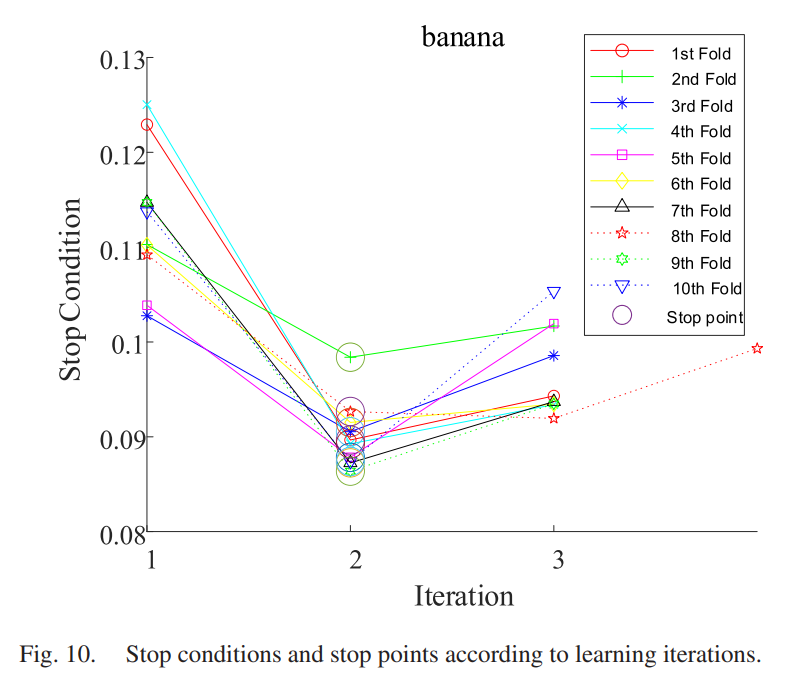 banana
0.13
0.12
0.11
0.1
0.09
0.08
Stop Condition
1
2
3
Iteration
1st Fold
2nd Fold
3rd Fold
4th Fold
5th Fold
6th Fold
7th Fold
8th Fold
9th Fold
10th Fold
Stop point
Fig. 10. Stop conditions and stop points according to learning iterations.